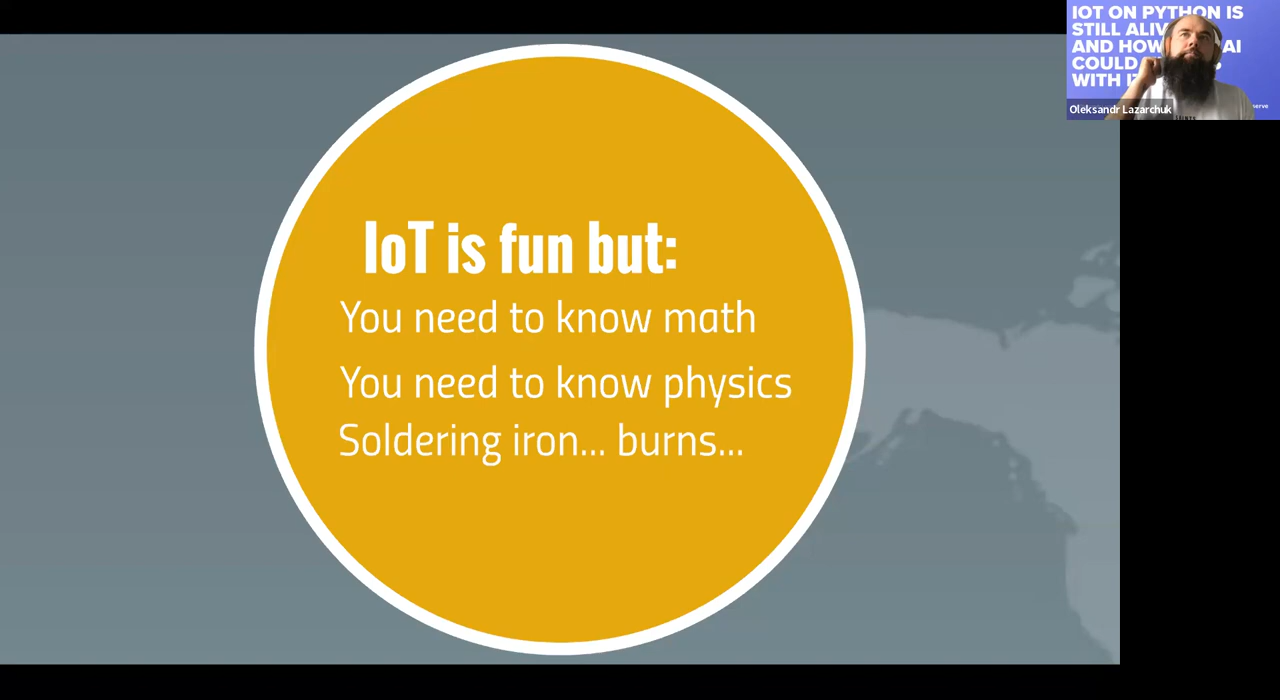 IoT is fun but:
You need to know math
You need to know physics
Soldering iron... burns...
IOT ON PYTHON IS
STILL
AND HOW AI
COULD
WITH
Oleksandr Lazarchuk